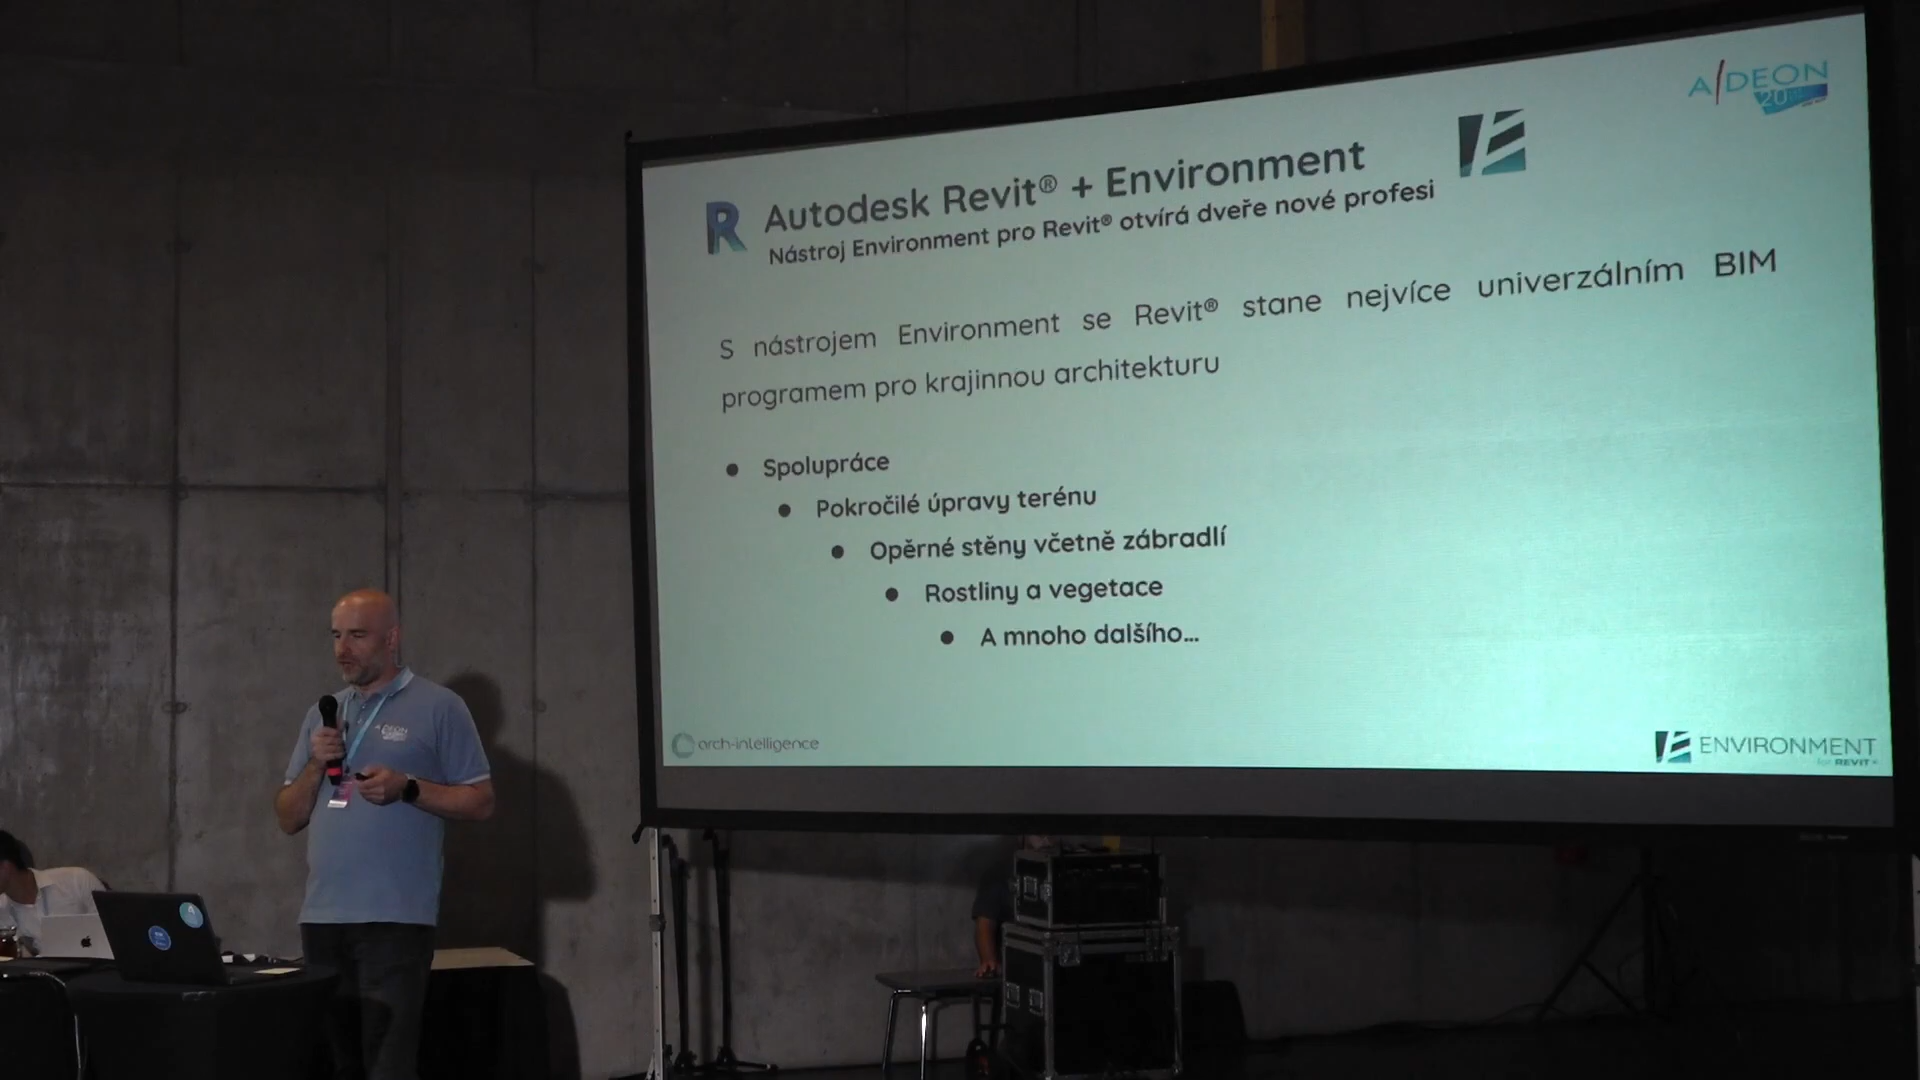 A/DEON
20
R Autodesk Revit® + Environment
Nástroj Environment pro Revit® otvírá dveře nové profesi
S nástrojem Environment se Revit® stane nejvíce univerzálním BIM
programem pro krajinnou architekturu
● Spolupráce
● Pokročilé úpravy terénu
● Opěrné stěny včetně zábradlí
● Rostliny a vegetace
● A mnoho dalšího...
arch-intelligence
ENVIRONMENT
for REVIT®
A/DEON